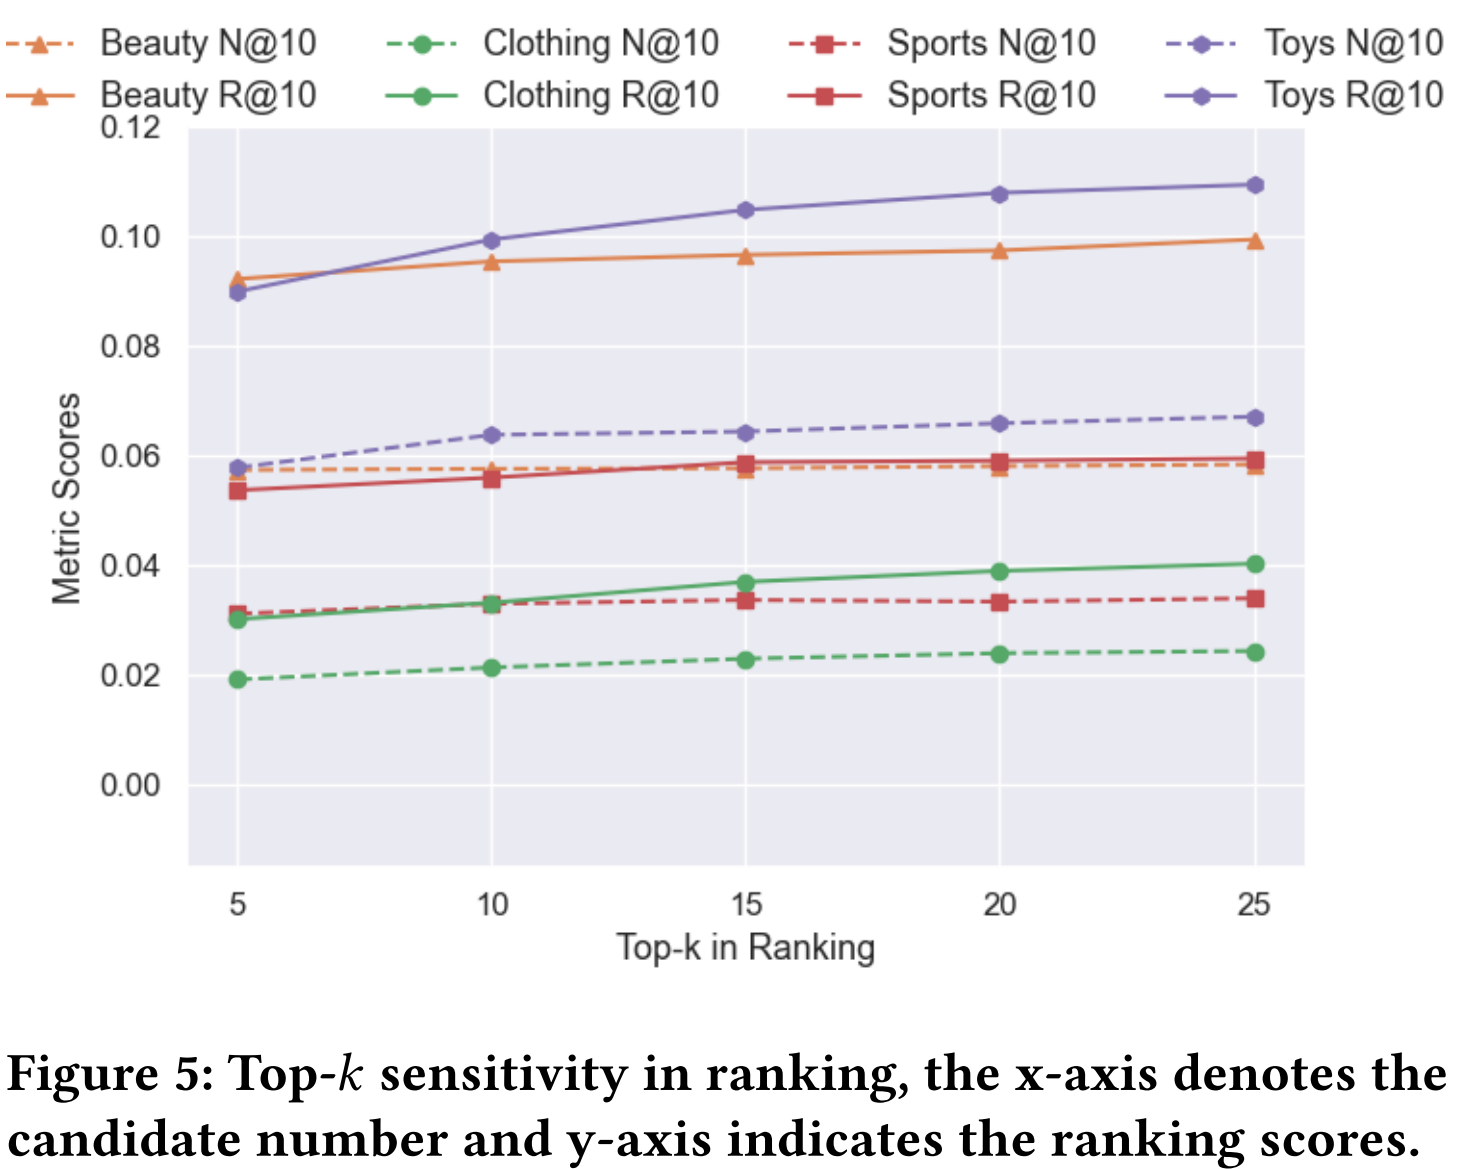 Beauty N@10 Clothing N@10 Sports N@10 Toys N@10
Beauty R@10 Clothing R@10 Sports R@10 Toys R@10
0.12
0.10
0.08
0.06
0.04
0.02
0.00
Metric Scores
5 10 15 20 25
Top-k in Ranking
Figure 5: Top-k sensitivity in ranking, the x-axis denotes the
candidate number and y-axis indicates the ranking scores.